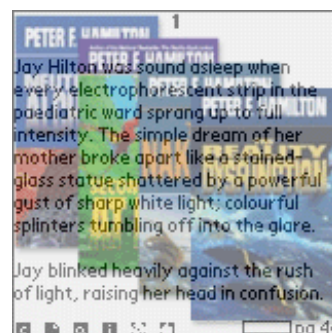 1
PETER F. HAMILTON
PETER F. HAMILTON
HAMILTON
PETER F. HAMILTON
REALITY
Jay Hilton was sound asleep when
every electrophorescent strip in the
paediatric ward sprang up to full
intensity. The simple dream of her
mother broke apart like a stained-
glass statue shattered by a powerful
gust of sharp white light; colourful
splinters tumbling off into the glare.
Jay blinked heavily against the rush
of light, raising her head in confusion.
pg 4